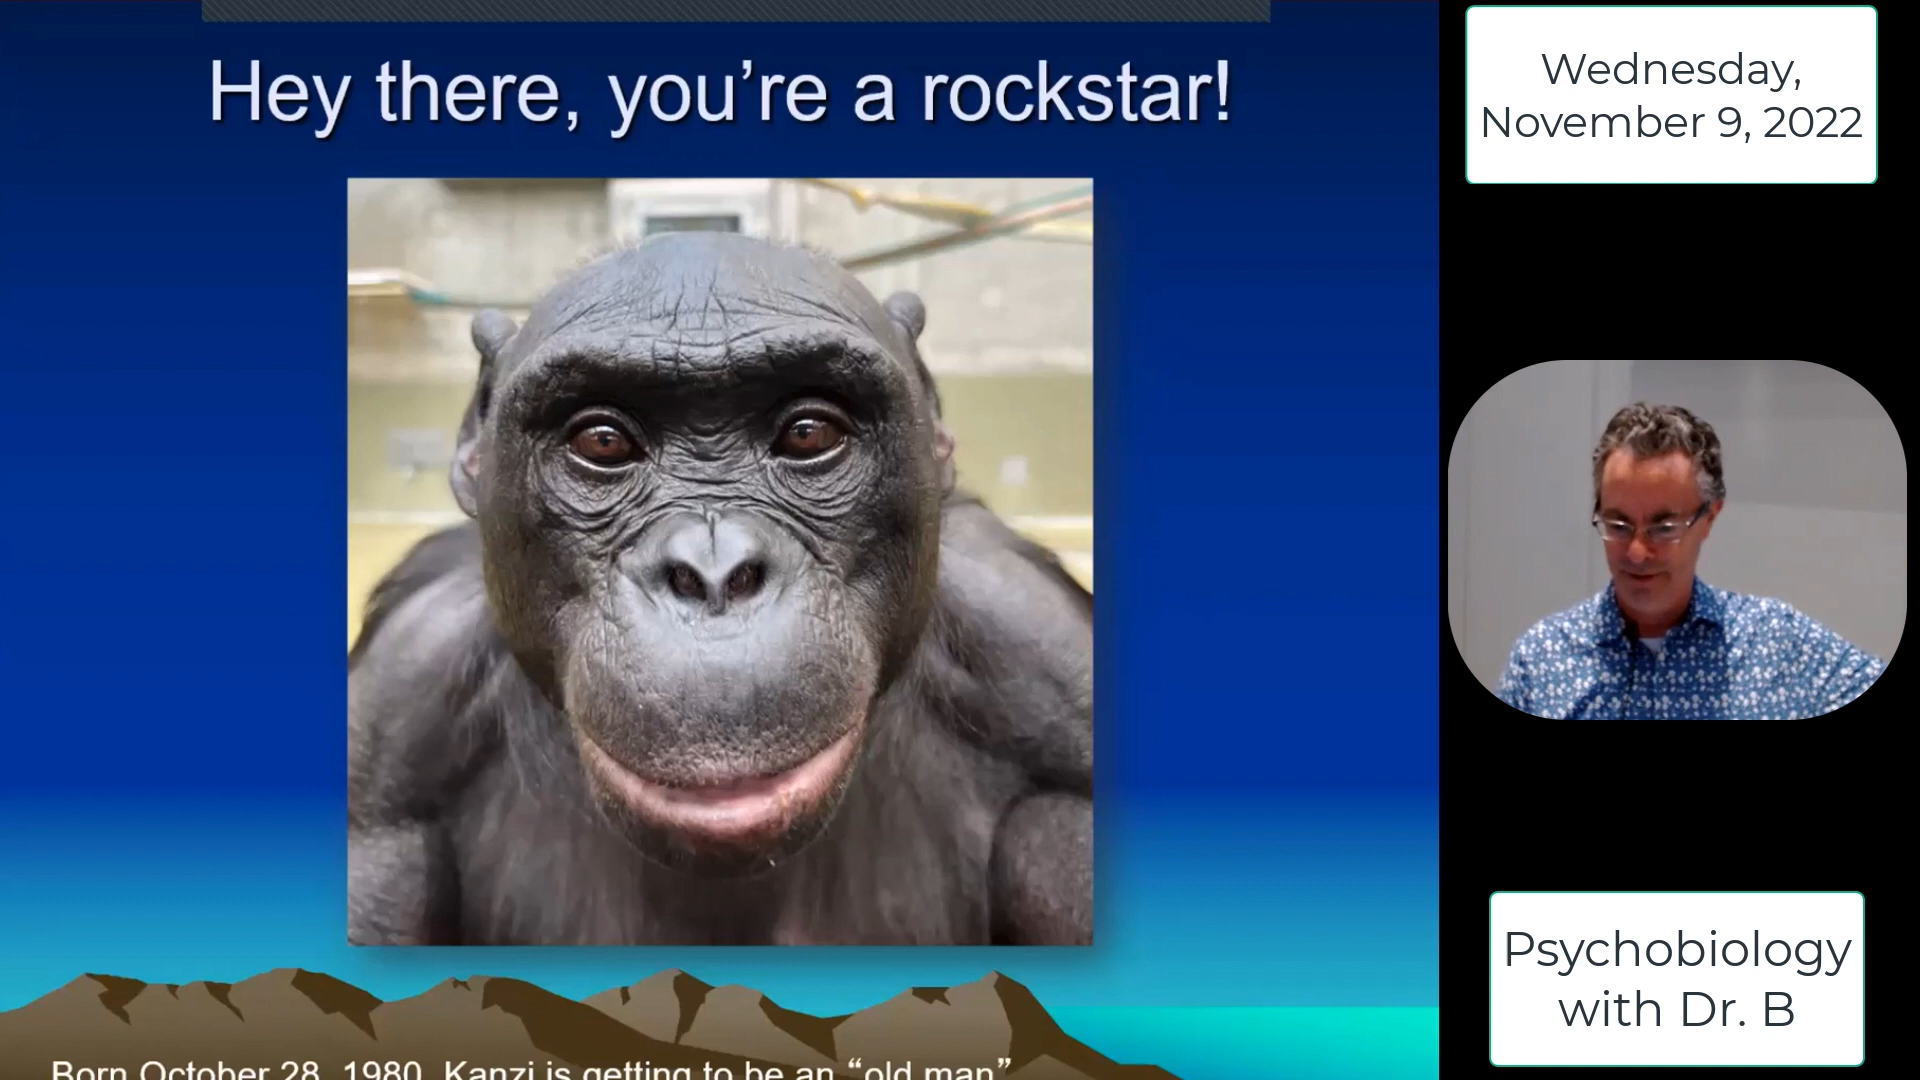 Hey there, you’re a rockstar!
Wednesday,
November 9, 2022
Psychobiology
with Dr. B
Born October 28, 1980, Kanzi is getting to be an “old man”